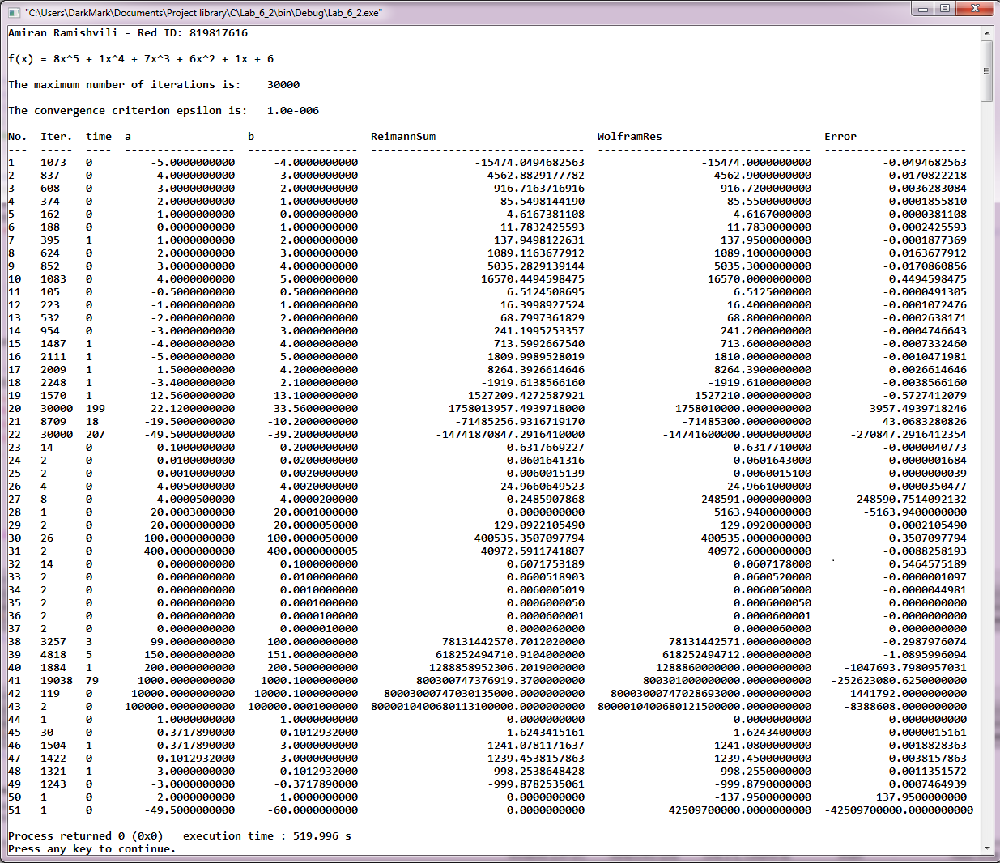 "C:\Users\DarkMark\Documents\Project library\C\Lab_6_2\bin\Debug\Lab_6_2.exe"
Amiran Ramishvili - Red ID: 819817616
f(x) = 8x^5 + 1x^4 + 7x^3 + 6x^2 + 1x + 6
The maximum number of iterations is:    30000
The convergence criterion epsilon is:   1.0e-006
No.  Iter.  time  a  b  ReimannSum  WolframRes  Error
---  -----  ----  -----------------  -----------------  ---------------------------------  ---------------------------------  ----------------------
1  1073  0  -5.0000000000  -4.0000000000  -15474.0494682563  -15474.0000000000  -0.0494682563
2  837  0  -4.0000000000  -3.0000000000  -4562.8829177782  -4562.9000000000  0.0170822218
3  608  0  -3.0000000000  -2.0000000000  -916.7163716916  -916.7200000000  0.0036283084
4  374  0  -2.0000000000  -1.0000000000  -85.5498144190  -85.5500000000  0.0001855810
5  162  0  -1.0000000000  0.0000000000  4.6167381108  4.6167000000  0.0000381108
6  188  0  0.0000000000  1.0000000000  11.7832425593  11.7830000000  0.0002425593
7  395  1  1.0000000000  2.0000000000  137.9498122631  137.9500000000  -0.0001877369
8  624  0  2.0000000000  3.0000000000  1089.1163677912  1089.1000000000  0.0163677912
9  852  0  3.0000000000  4.0000000000  5035.2829139144  5035.3000000000  -0.0170860856
10  1083  0  4.0000000000  5.0000000000  16570.4494598475  16570.0000000000  0.4494598475
11  105  0  -0.5000000000  0.5000000000  6.5124508695  6.5125000000  -0.0000491305
12  223  0  -1.0000000000  1.0000000000  16.3998927524  16.4000000000  -0.0001072476
13  532  0  -2.0000000000  2.0000000000  68.7997361829  68.8000000000  -0.0002638171
14  954  0  -3.0000000000  3.0000000000  241.1995253357  241.2000000000  -0.0004746643
15  1487  1  -4.0000000000  4.0000000000  713.5992667540  713.6000000000  -0.0007332460
16  2111  1  -5.0000000000  5.0000000000  1809.9989528019  1810.0000000000  -0.0010471981
17  2009  1  1.5000000000  4.2000000000  8264.3926614646  8264.3900000000  0.0026614646
18  2248  1  -3.4000000000  2.1000000000  -1919.6138566160  -1919.6100000000  -0.0038566160
19  1570  1  12.5600000000  13.1000000000  1527209.4272587921  1527210.0000000000  -0.5727412079
20  30000  199  22.1200000000  33.5600000000  1758013957.4939718000  1758010000.0000000000  3957.4939718246
21  8709  18  -19.5000000000  -10.2000000000  -71485256.9316719170  -71485300.0000000000  43.0683280826
22  30000  207  -49.5000000000  -39.2000000000  -14741870847.2916410000  -14741600000.0000000000  -270847.2916412354
23  14  0  0.1000000000  0.2000000000  0.6317669227  0.6317710000  -0.0000040773
24  2  0  0.0100000000  0.0200000000  0.0601641316  0.0601643000  -0.0000001684
25  2  0  0.0010000000  0.0020000000  0.0060015139  0.0060015100  0.0000000039
26  4  0  -4.0050000000  -4.0020000000  -24.9660649523  -24.9661000000  0.0000350477
27  8  0  -4.0000500000  -4.0000200000  -0.2485907868  -248591.0000000000  248590.7514092132
28  1  0  20.0003000000  20.0001000000  0.0000000000  5163.9400000000  -5163.9400000000
29  2  0  20.0000000000  20.0000050000  129.0922105490  129.0920000000  0.0002105490
30  26  0  100.0000000000  100.0000050000  400535.3507097794  400535.0000000000  0.3507097794
31  2  0  400.0000000000  400.0000000005  40972.5911741807  40972.6000000000  -0.0088258193
32  14  0  0.0000000000  0.1000000000  0.6071753189  0.0607178000  0.5464575189
33  2  0  0.0000000000  0.0100000000  0.0600518903  0.0600520000  -0.0000001097
34  2  0  0.0000000000  0.0010000000  0.0060005019  0.0060050000  -0.0000044981
35  2  0  0.0000000000  0.0001000000  0.0006000050  0.0006000050  0.0000000000
36  2  0  0.0000000000  0.0000100000  0.0000600001  0.0000600001  -0.0000000000
37  2  0  0.0000000000  0.0000010000  0.0000060000  0.0000060000  0.0000000000
38  3257  3  99.0000000000  100.0000000000  78131442570.7012020000  78131442571.0000000000  -0.2987976074
39  4818  5  150.0000000000  151.0000000000  618252494710.9104000000  618252494712.0000000000  -1.0895996094
40  1884  1  200.0000000000  200.5000000000  1288858952306.2019000000  1288860000000.0000000000  -1047693.7980957031
41  19038  79  1000.0000000000  1000.1000000000  800300747376919.3700000000  800301000000000.0000000000  -252623080.6250000000
42  119  0  10000.0000000000  10000.1000000000  80003000747030135000.0000000000  80003000747028693000.0000000000  1441792.0000000000
43  2  0  100000.0000000000  100000.0001000000  8000010400680113100000.0000000000  8000010400680121500000.0000000000  -8388608.0000000000
44  1  0  1.0000000000  1.0000000000  0.0000000000  0.0000000000  0.0000000000
45  30  0  -0.3717890000  -0.1012932000  1.6243415161  1.6243400000  0.0000015161
46  1504  1  -0.3717890000  3.0000000000  1241.0781171637  1241.0800000000  -0.0018828363
47  1422  0  -0.1012932000  3.0000000000  1239.4538157863  1239.4500000000  0.0038157863
48  1321  1  -3.0000000000  -0.1012932000  -998.2538648428  -998.2550000000  0.0011351572
49  1243  0  -3.0000000000  -0.3717890000  -999.8782535061  -999.8790000000  0.0007464939
50  1  0  2.0000000000  1.0000000000  0.0000000000  -137.9500000000  137.9500000000
51  1  0  -49.5000000000  -60.0000000000  0.0000000000  42509700000.0000000000  -42509700000.0000000000
Process returned 0 (0x0)   execution time : 519.996 s
Press any key to continue.